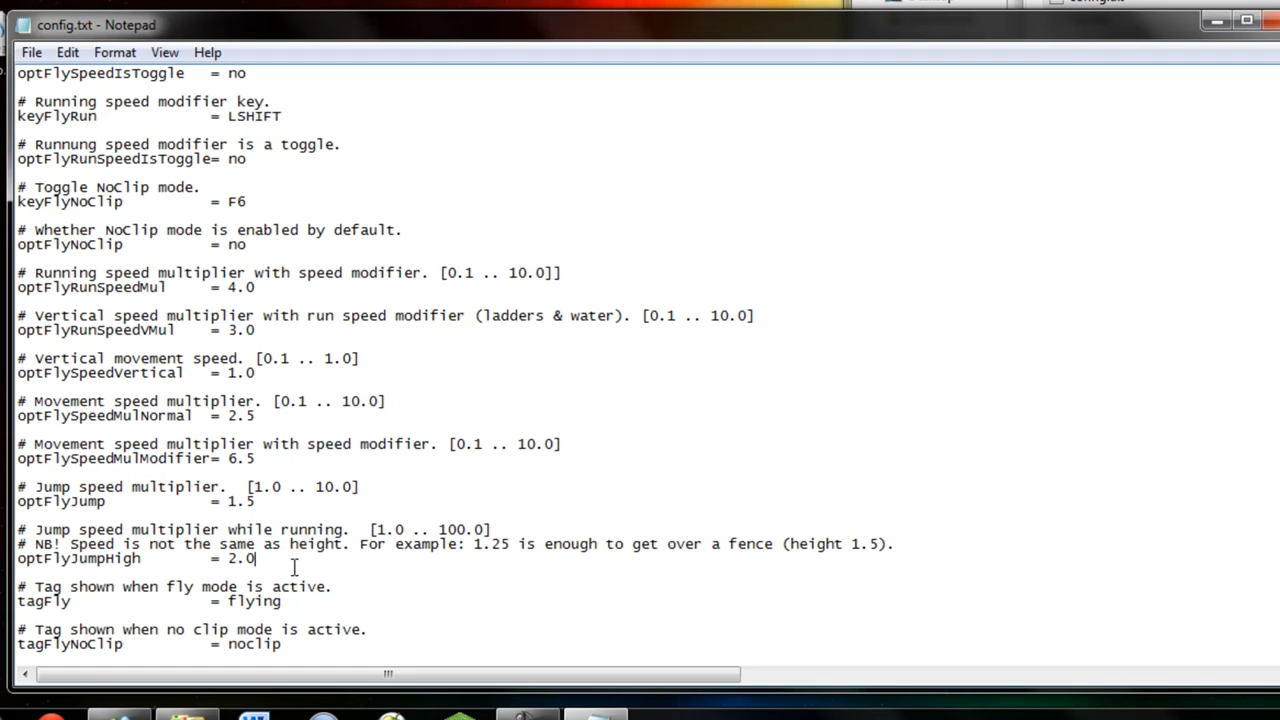 config.txt - Notepad
File Edit Format View Help
optFlySpeedIsToggle = no
# Running speed modifier key.
keyFlyRun = LSHIFT
# Runnung speed modifier is a toggle.
optFlyRunSpeedIsToggle= no
# Toggle NoClip mode.
keyFlyNoClip = F6
# Whether NoClip mode is enabled by default.
optFlyNoClip = no
# Running speed multiplier with speed modifier. [0.1 .. 10.0]]
optFlyRunSpeedMul = 4.0
# Vertical speed multiplier with run speed modifier (ladders & water). [0.1 .. 10.0]
optFlyRunSpeedVMul = 3.0
# Vertical movement speed. [0.1 .. 1.0]
optFlySpeedVertical = 1.0
# Movement speed multiplier. [0.1 .. 10.0]
optFlySpeedMulNormal = 2.5
# Movement speed multiplier with speed modifier. [0.1 .. 10.0]
optFlySpeedMulModifier= 6.5
# Jump speed multiplier. [1.0 .. 10.0]
optFlyJump = 1.5
# Jump speed multiplier while running. [1.0 .. 100.0]
# NB! Speed is not the same as height. For example: 1.25 is enough to get over a fence (height 1.5).
optFlyJumpHigh = 2.0
# Tag shown when fly mode is active.
tagFly = flying
# Tag shown when no clip mode is active.
tagFlyNoClip = noclip